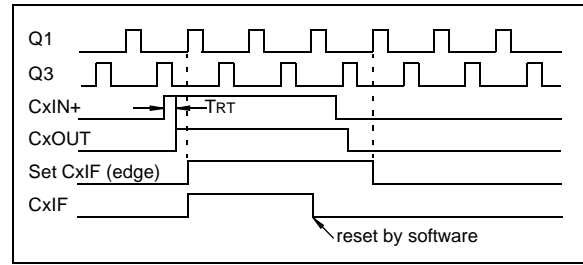 Q1
Q3
CxIN+
TRT
CxOUT
Set CxIF (edge)
CxIF
reset by software